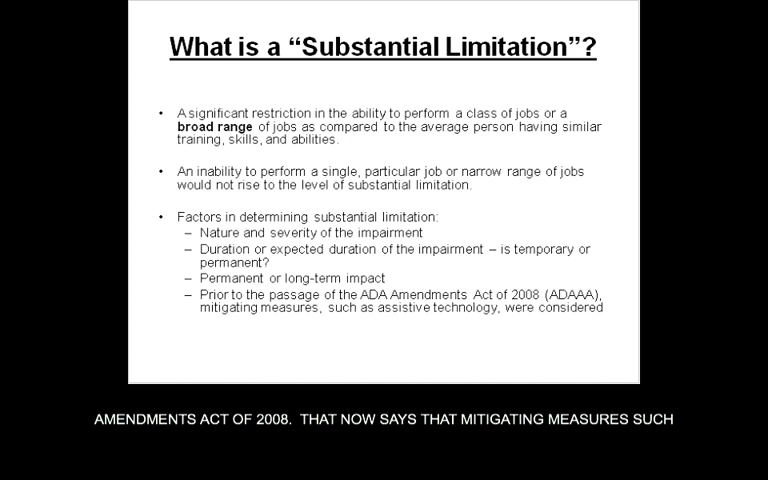 What is a “Substantial Limitation”?
• A significant restriction in the ability to perform a class of jobs or a
broad range of jobs as compared to the average person having similar
training, skills, and abilities.
• An inability to perform a single, particular job or narrow range of jobs
would not rise to the level of substantial limitation.
• Factors in determining substantial limitation:
– Nature and severity of the impairment
– Duration or expected duration of the impairment – is temporary or
permanent?
– Permanent or long-term impact
– Prior to the passage of the ADA Amendments Act of 2008 (ADAAA),
mitigating measures, such as assistive technology, were considered
AMENDMENTS ACT OF 2008.  THAT NOW SAYS THAT MITIGATING MEASURES SUCH